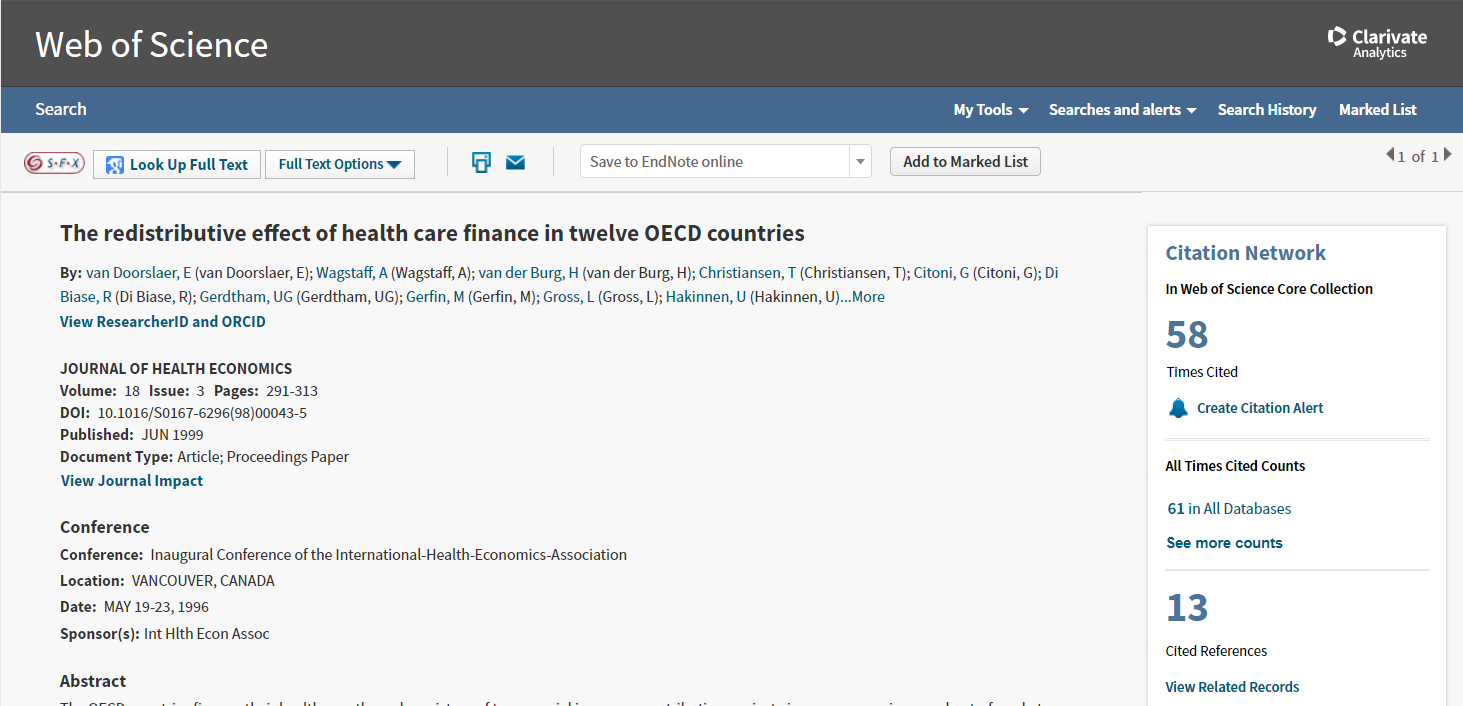 Web of Science
Clarivate
Analytics
Search
My Tools
Searches and alerts
Search History
Marked List
S·F·X
Look Up Full Text
Full Text Options
Save to EndNote online
Add to Marked List
1 of 1
The redistributive effect of health care finance in twelve OECD countries
By: van Doorslaer, E (van Doorslaer, E); Wagstaff, A (Wagstaff, A); van der Burg, H (van der Burg, H); Christiansen, T (Christiansen, T); Citoni, G (Citoni, G); Di
Biase, R (Di Biase, R); Gerdtham, UG (Gerdtham, UG); Gerfin, M (Gerfin, M); Gross, L (Gross, L); Hakinnen, U (Hakinnen, U)...More
View ResearcherID and ORCID
JOURNAL OF HEALTH ECONOMICS
Volume: 18 Issue: 3 Pages: 291-313
DOI: 10.1016/S0167-6296(98)00043-5
Published: JUN 1999
Document Type: Article; Proceedings Paper
View Journal Impact
Conference
Conference: Inaugural Conference of the International-Health-Economics-Association
Location: VANCOUVER, CANADA
Date: MAY 19-23, 1996
Sponsor(s): Int Hlth Econ Assoc
Abstract
Citation Network
In Web of Science Core Collection
58
Times Cited
Create Citation Alert
All Times Cited Counts
61 in All Databases
See more counts
13
Cited References
View Related Records